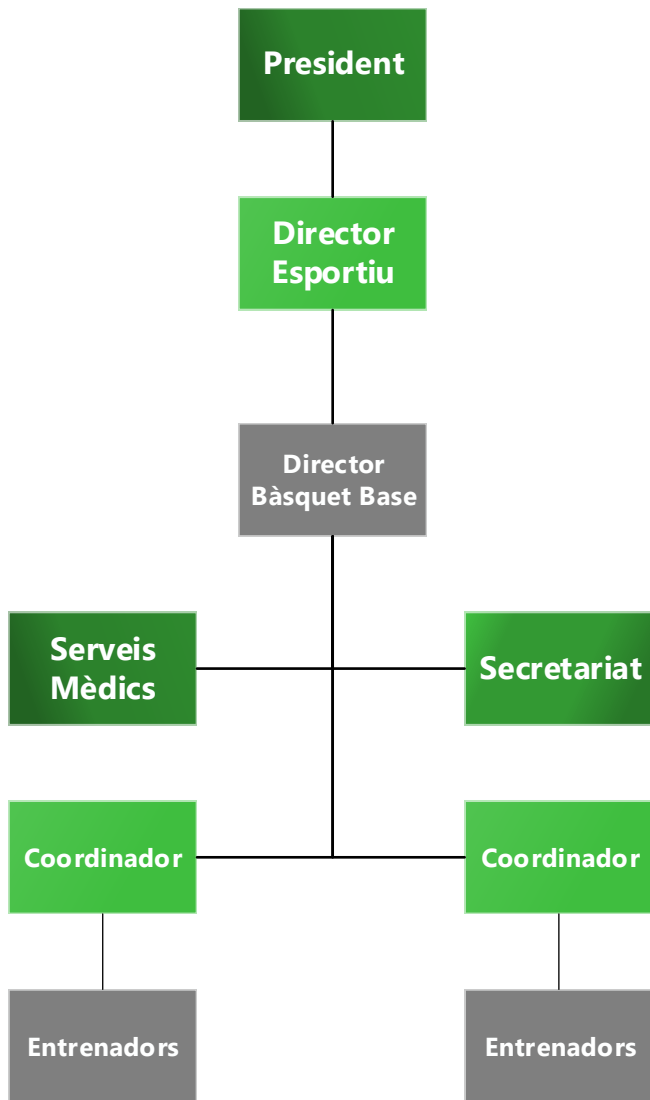 President
Director
Esportiu
Director
Bàsquet Base
Serveis
Mèdics
Secretariat
Coordinador
Coordinador
Entrenadors
Entrenadors